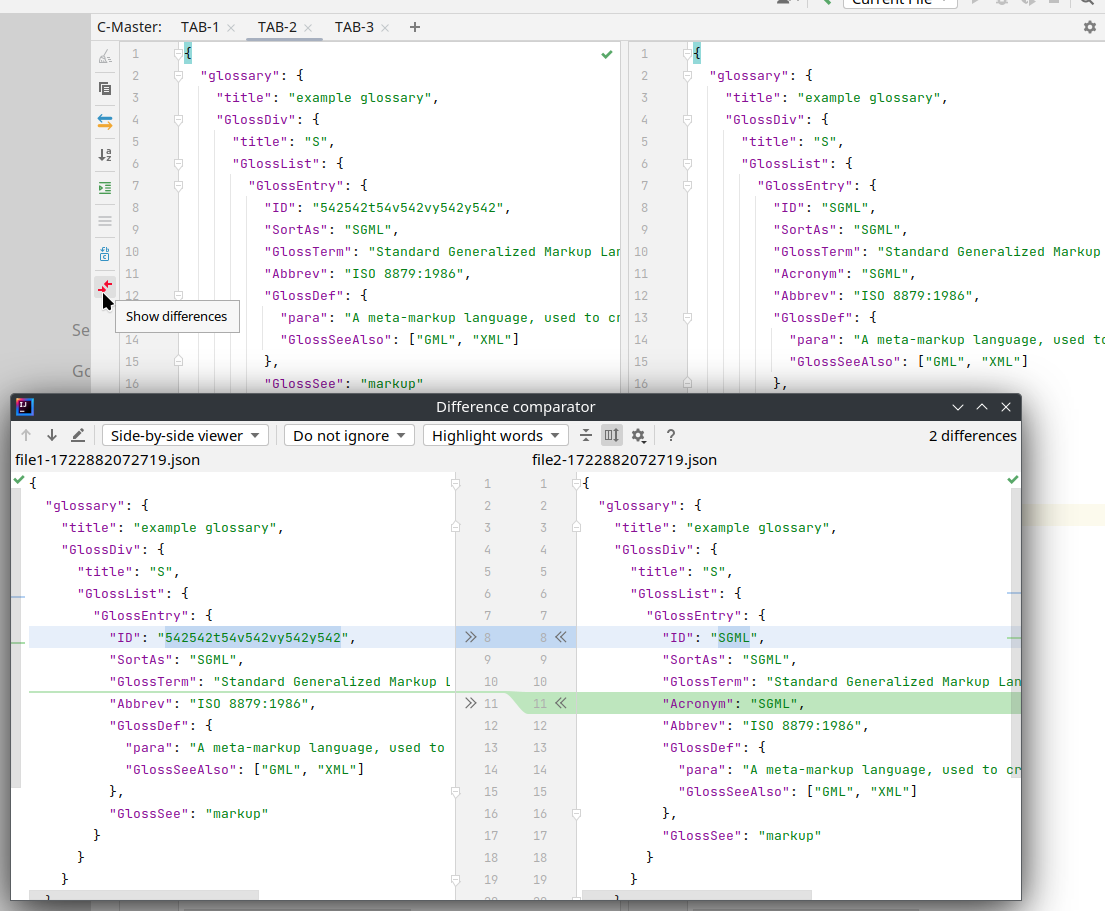 Current File
C-Master: TAB-1 TAB-2 TAB-3
1 {
2 "glossary": {
3 "title": "example glossary",
4 "GlossDiv": {
5 "title": "S",
6 "GlossList": {
7 "GlossEntry": {
8 "ID": "542542t54v542vy542y542",
9 "SortAs": "SGML",
10 "GlossTerm": "Standard Generalized Markup Lar
11 "Abbrev": "ISO 8879:1986",
12 "GlossDef": {
"para": "A meta-markup language, used to cr
14 "GlossSeeAlso": ["GML", "XML"]
15 },
16 "GlossSee": "markup"
1 {
2 "glossary": {
3 "title": "example glossary",
4 "GlossDiv": {
5 "title": "S",
6 "GlossList": {
7 "GlossEntry": {
8 "ID": "SGML",
9 "SortAs": "SGML",
10 "GlossTerm": "Standard Generalized Markup
11 "Acronym": "SGML",
12 "Abbrev": "ISO 8879:1986",
13 "GlossDef": {
14 "para": "A meta-markup language, used to
15 "GlossSeeAlso": ["GML", "XML"]
16 },
Se
Go
Show differences
Difference comparator
Side-by-side viewer Do not ignore Highlight words ? 2 differences
file1-1722882072719.json file2-1722882072719.json
{ 1
"glossary": { 2
"title": "example glossary", 3
"GlossDiv": { 4
"title": "S", 5
"GlossList": { 6
"GlossEntry": { 7
"ID": "542542t54v542vy542y542", 8
"SortAs": "SGML", 9
"GlossTerm": "Standard Generalized Markup L 10
"Abbrev": "ISO 8879:1986", 11
"GlossDef": { 12
"para": "A meta-markup language, used to 13
"GlossSeeAlso": ["GML", "XML"] 14
}, 15
"GlossSee": "markup" 16
} 17
} 18
} 19
1 {
2 "glossary": {
3 "title": "example glossary",
4 "GlossDiv": {
5 "title": "S",
6 "GlossList": {
7 "GlossEntry": {
8 "ID": "SGML",
9 "SortAs": "SGML",
10 "GlossTerm": "Standard Generalized Markup Lan
11 "Acronym": "SGML",
12 "Abbrev": "ISO 8879:1986",
13 "GlossDef": {
14 "para": "A meta-markup language, used to cr
15 "GlossSeeAlso": ["GML", "XML"]
16 },
17 "GlossSee": "markup"
18 }
19 }